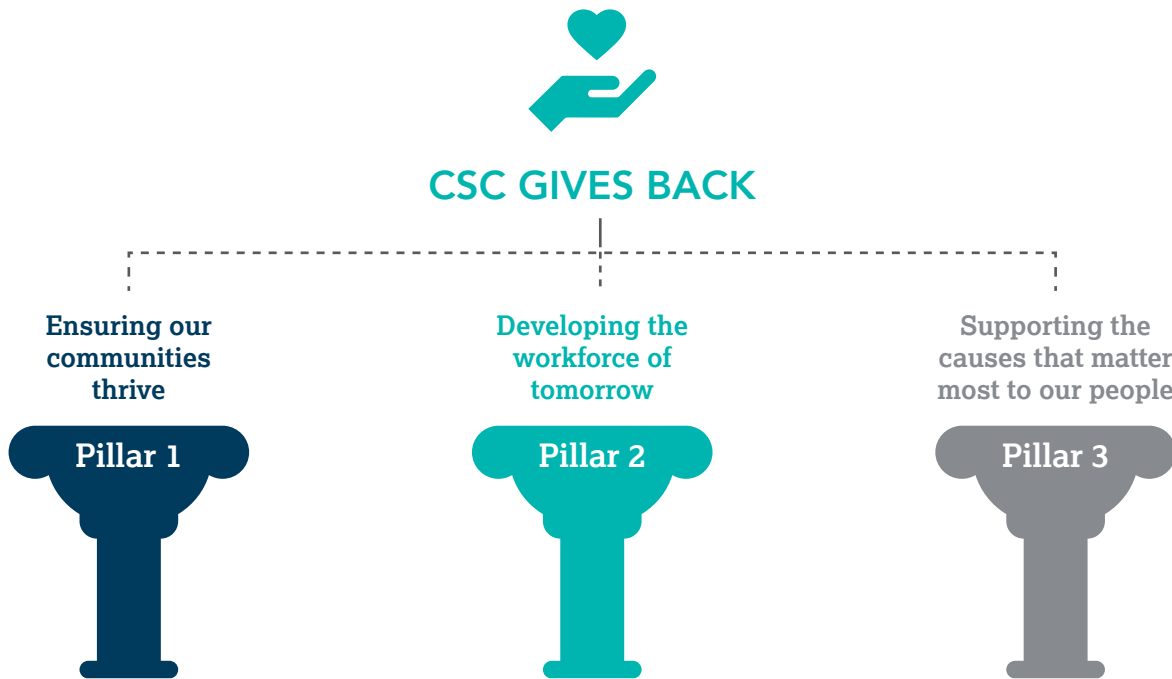 CSC GIVES BACK
Ensuring our
communities
thrive
Pillar 1
Developing the
workforce of
tomorrow
Pillar 2
Supporting the
causes that matter
most to our people
Pillar 3